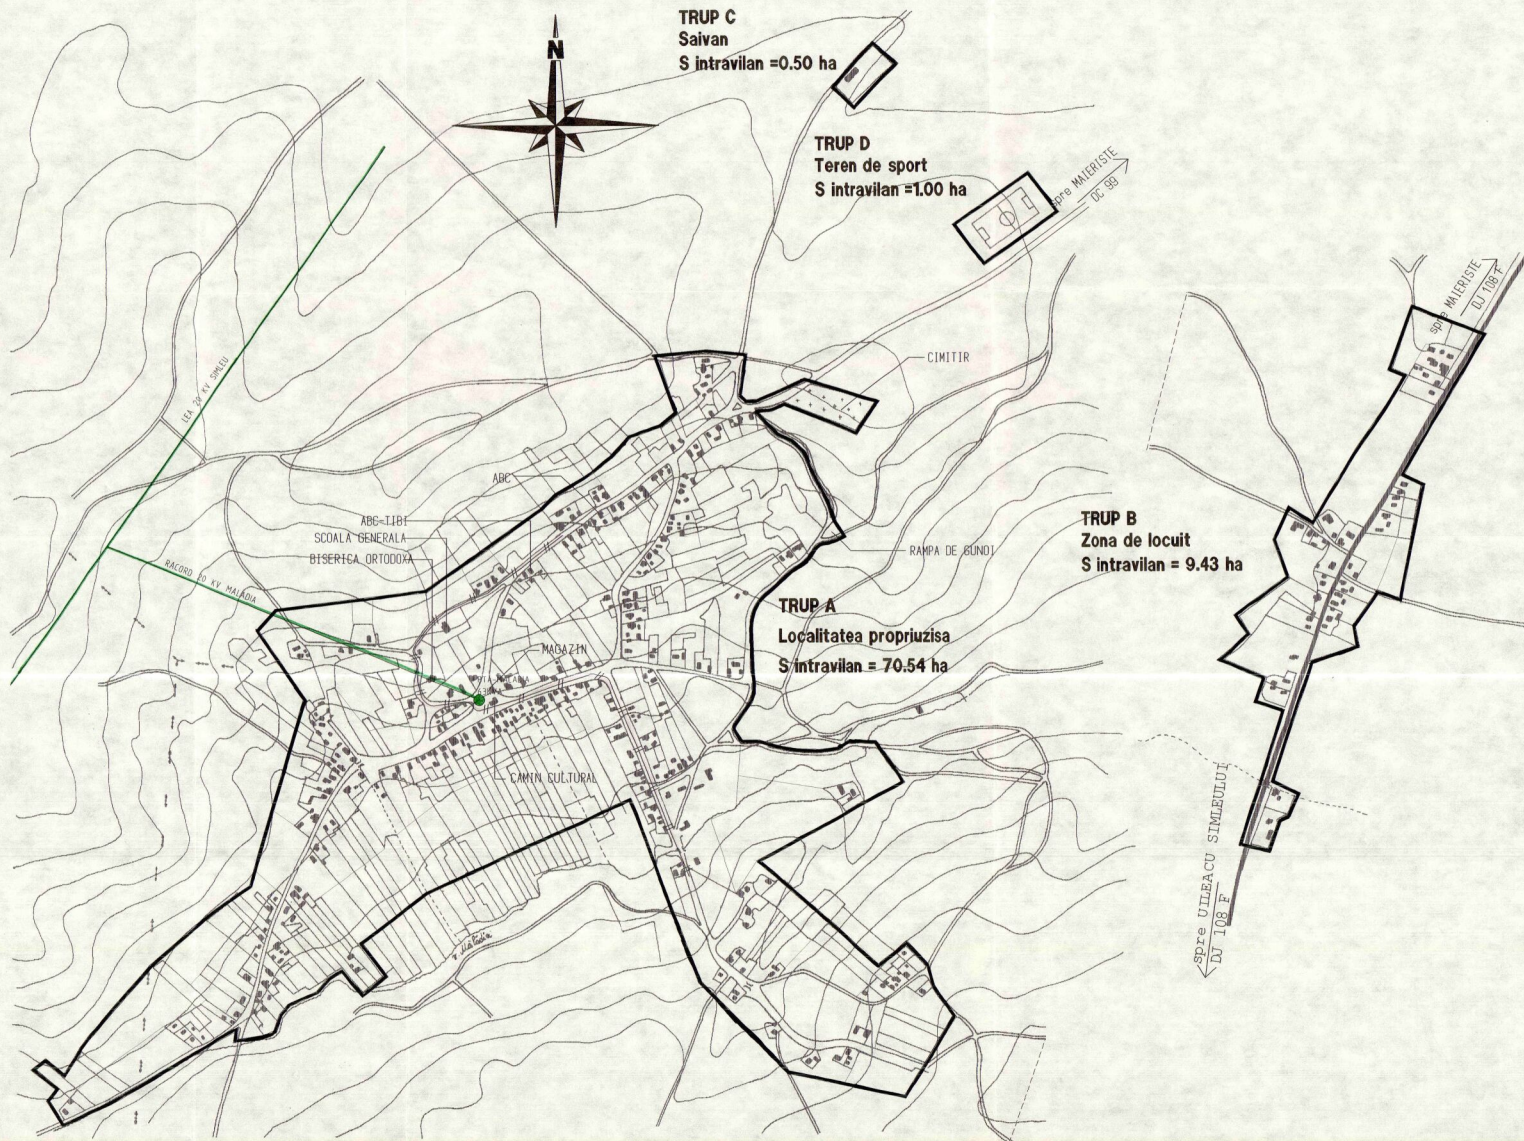 TRUP C
Saivan
S intravilan =0.50 ha
N
TRUP D
Teren de sport
S intravilan =1.00 ha
spre MAIERISTE
DC 99
spre MAIERISTE
DJ 108 F
LEA 20 KV SIMLEU
CIMITIR
ABC
ABC-TIBI
SCOALA GENERALA
BISERICA ORTODOXA
RACORD 20 KV MALADIA
RAMPA DE GUNOI
TRUP B
Zona de locuit
S intravilan = 9.43 ha
TRUP A
Localitatea propriuzisa
S intravilan = 70.54 ha
MAGAZIN
CAMIN CULTURAL
spre UILEACU SIMLEULUI
DJ 108 F